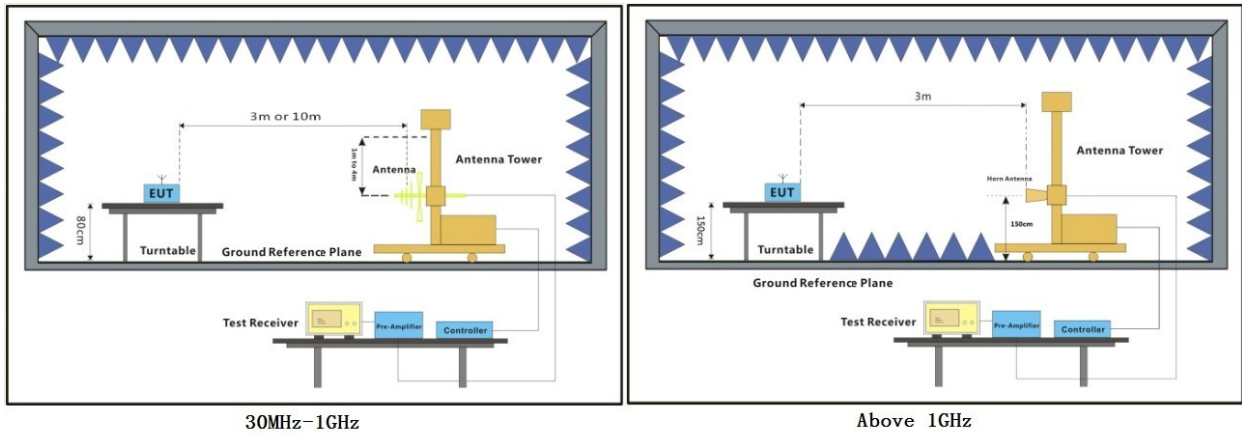 3m or 10m
1m to 4m
Antenna
Antenna Tower
EUT
80cm
Turntable
Ground Reference Plane
Test Receiver
Pre-Amplifier
Controller
30MHz-1GHz
3m
Antenna Tower
Horn Antenna
EUT
150cm
150cm
Turntable
Ground Reference Plane
Test Receiver
Pre-Amplifier
Controller
Above 1GHz